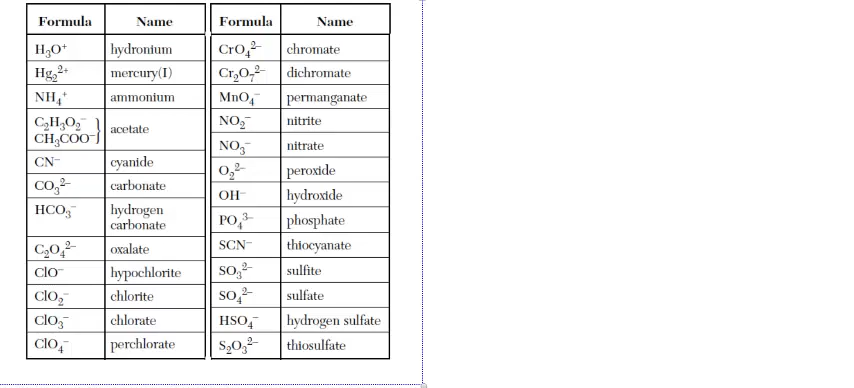 Formula Name Formula Name
H₃O⁺ hydronium CrO₄²⁻ chromate
Hg₂²⁺ mercury(I) Cr₂O₇²⁻ dichromate
NH₄⁺ ammonium MnO₄⁻ permanganate
C₂H₃O₂⁻
CH₃COO⁻ } acetate NO₂⁻ nitrite
NO₃⁻ nitrate
CN⁻ cyanide O₂²⁻ peroxide
CO₃²⁻ carbonate OH⁻ hydroxide
HCO₃⁻ hydrogen
carbonate PO₄³⁻ phosphate
C₂O₄²⁻ oxalate SCN⁻ thiocyanate
ClO⁻ hypochlorite SO₃²⁻ sulfite
ClO₂⁻ chlorite SO₄²⁻ sulfate
ClO₃⁻ chlorate HSO₄⁻ hydrogen sulfate
ClO₄⁻ perchlorate S₂O₃²⁻ thiosulfate